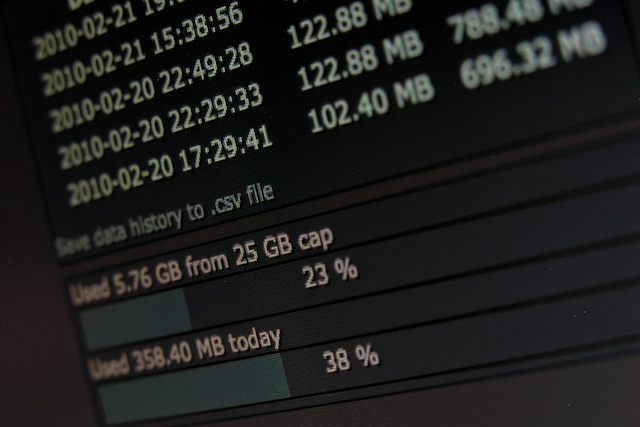 2010-02-21 19:
2010-02-21 15:38:56 122.88 MB 788.48 MB
2010-02-20 22:49:28 122.88 MB 696.32 MB
2010-02-20 22:29:33 102.40 MB
2010-02-20 17:29:41
Save data history to .csv file
Used 5.76 GB from 25 GB cap
23 %
Used 358.40 MB today
38 %